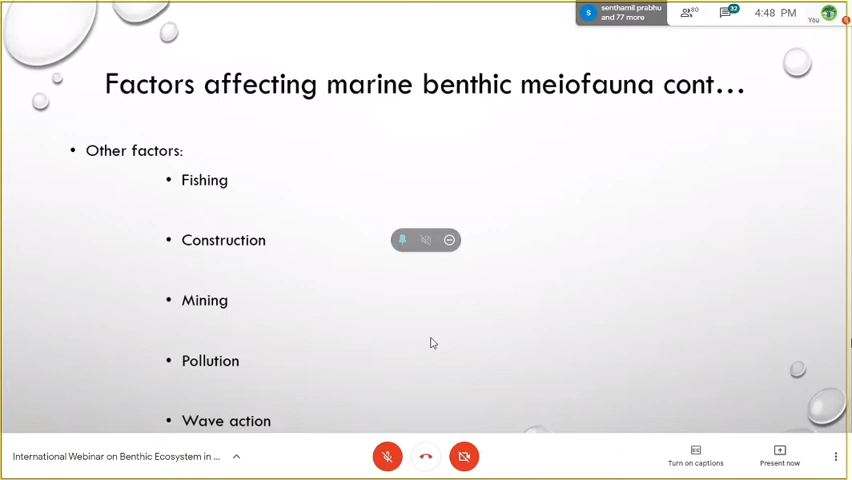 senthamil prabhu
and 77 more
S
80
32
4:48 PM
You
Factors affecting marine benthic meiofauna cont...
• Other factors:
• Fishing
• Construction
• Mining
• Pollution
• Wave action
International Webinar on Benthic Ecosystem in ...
Turn on captions
Present now